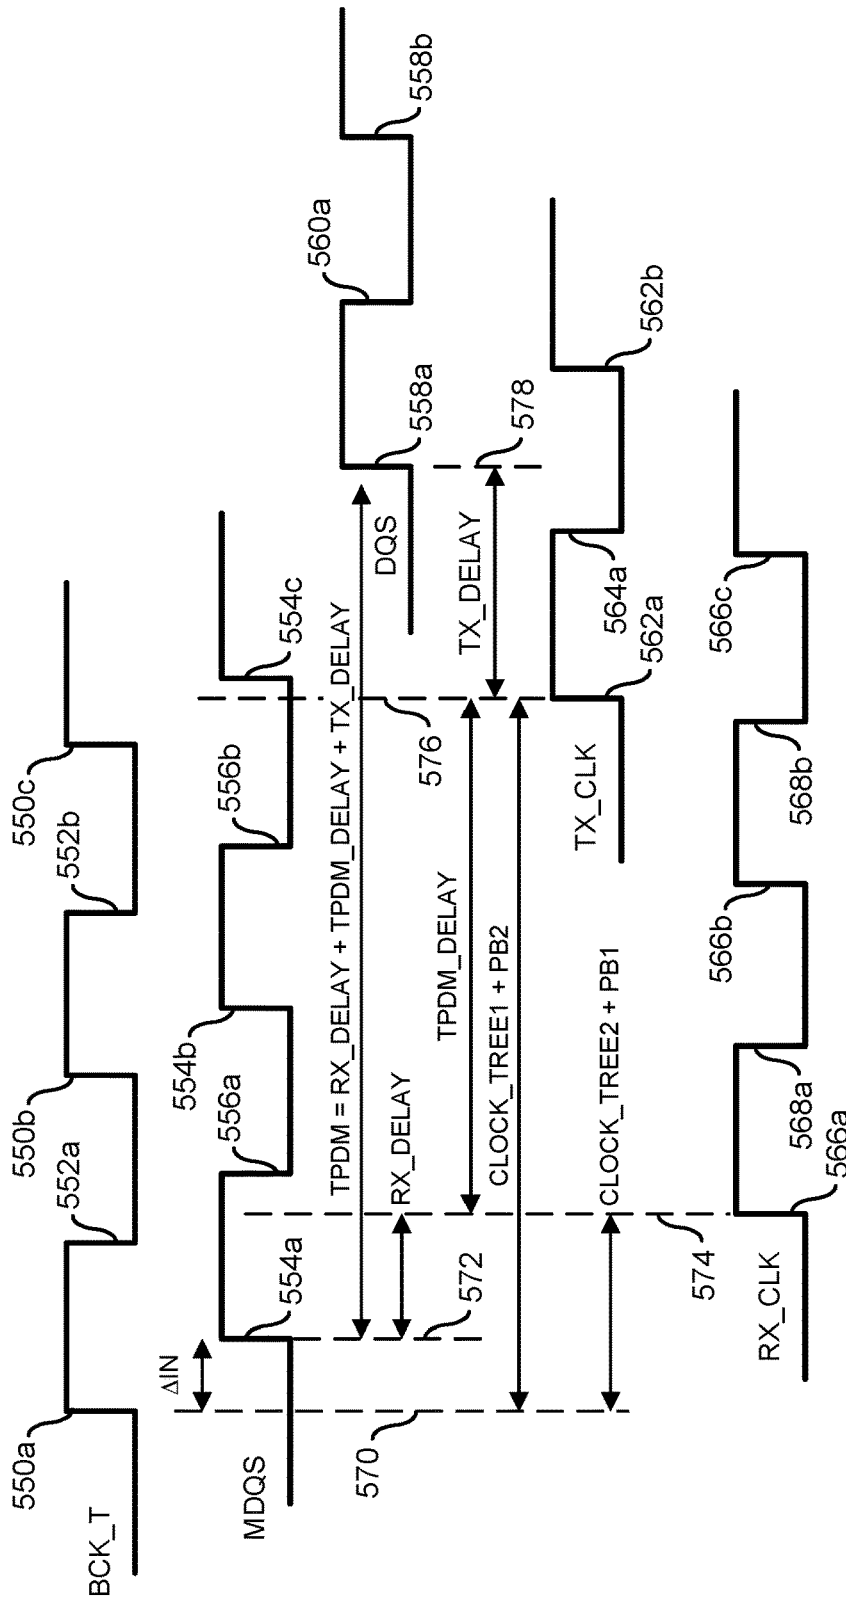 550a
552a
550b
552b
550c
BCK_T
ΔIN
554a
556a
554b
556b
554c
MDQS
TPDM = RX_DELAY + TPDM_DELAY + TX_DELAY
DQS
558a
560a
558b
RX_DELAY
570
572
576
578
TPDM_DELAY
TX_DELAY
CLOCK_TREE1 + PB2
TX_CLK
562a
564a
562b
CLOCK_TREE2 + PB1
574
RX_CLK
566a
568a
566b
568b
566c